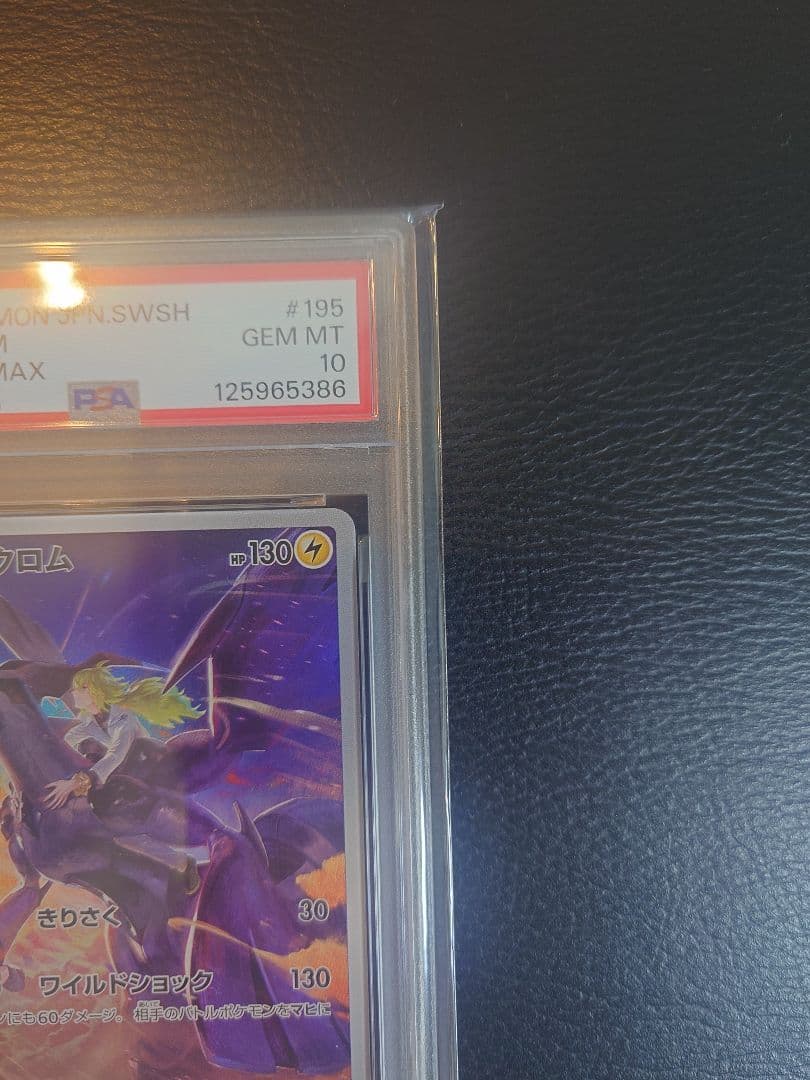 MON JPN.SWSH #195
M GEM MT
MAX 10
PSA 125965386
クロム HP130
きりさく 30
ワイルドショック 130
にも60ダメージ。相手のバトルポケモンをマヒに